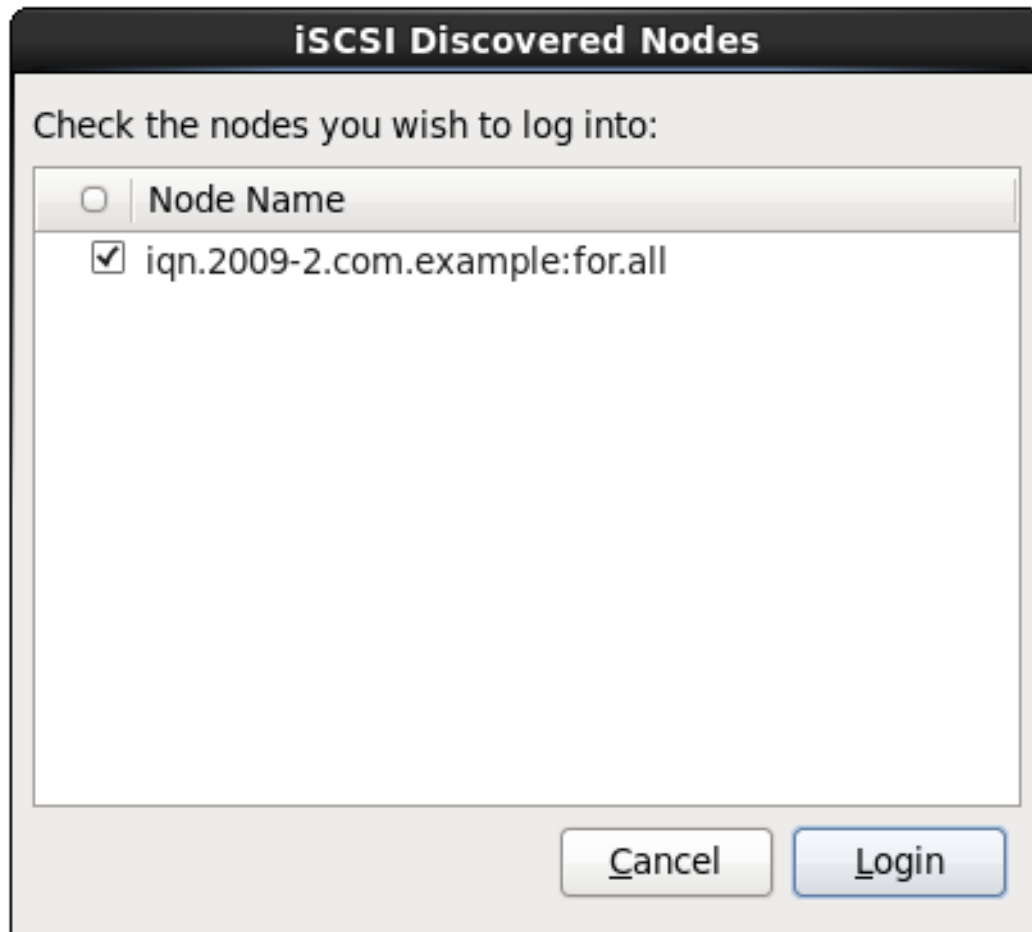 iSCSI Discovered Nodes
Check the nodes you wish to log into:
Node Name
iqn.2009-2.com.example:for.all
Cancel
Login